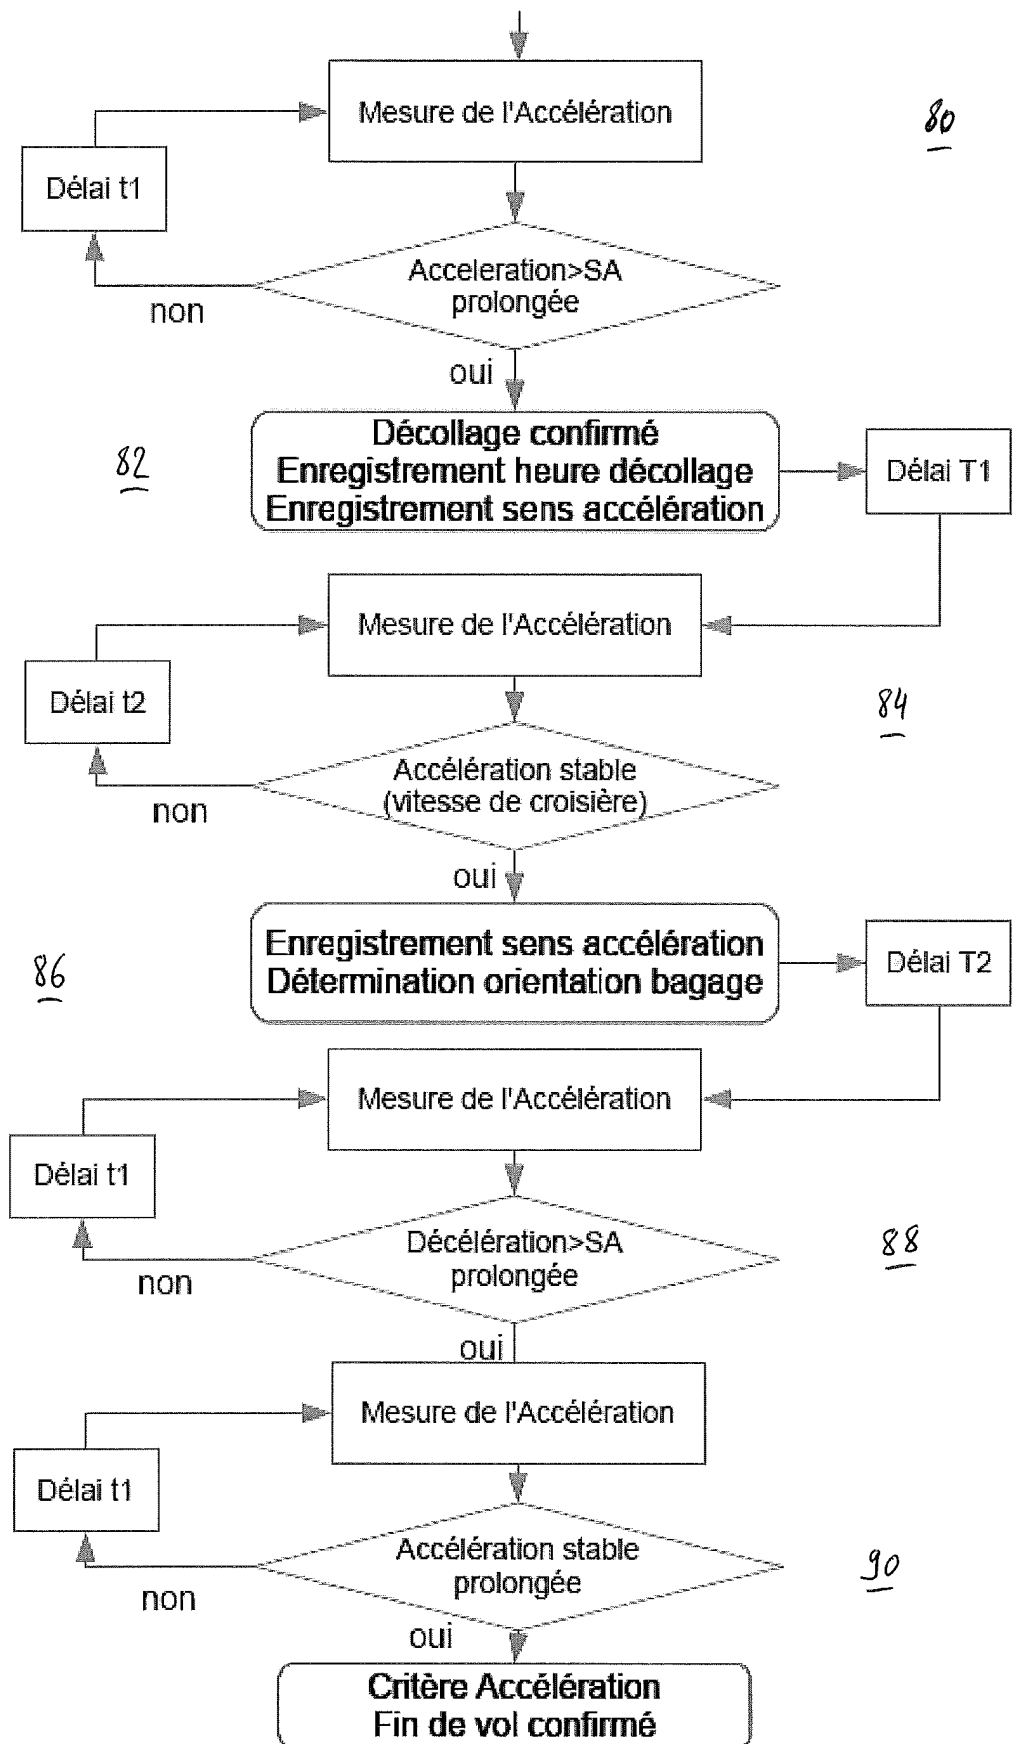 Mesure de l'Accélération
80
Délai t1
Acceleration>SA
prolongée
non
oui
82
Décollage confirmé
Enregistrement heure décollage
Enregistrement sens accélération
Délai T1
Mesure de l'Accélération
Délai t2
84
Accélération stable
(vitesse de croisière)
non
oui
86
Enregistrement sens accélération
Détermination orientation bagage
Délai T2
Mesure de l'Accélération
Délai t1
88
Décélération>SA
prolongée
non
oui
Mesure de l'Accélération
Délai t1
90
Accélération stable
prolongée
non
oui
Critère Accélération
Fin de vol confirmé